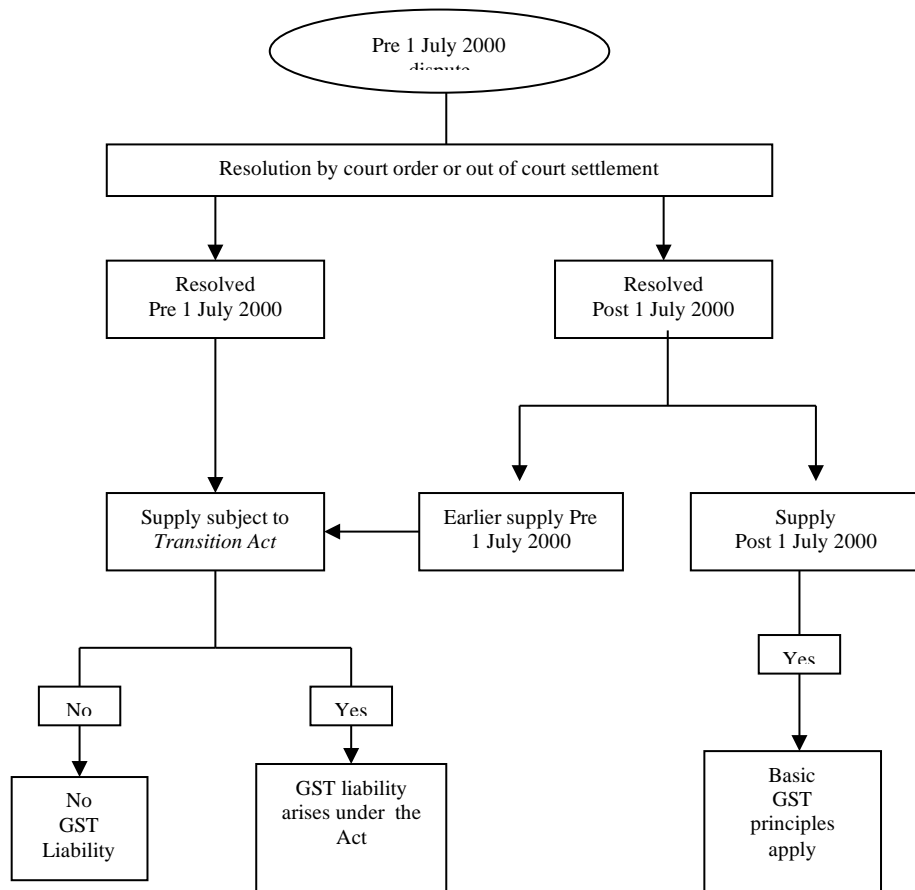 Pre 1 July 2000
dispute
Resolution by court order or out of court settlement
Resolved
Pre 1 July 2000
Resolved
Post 1 July 2000
Supply subject to
Transition Act
Earlier supply Pre
1 July 2000
Supply
Post 1 July 2000
Yes
No
Yes
No
GST
Liability
GST liability
arises under the
Act
Basic
GST
principles
apply